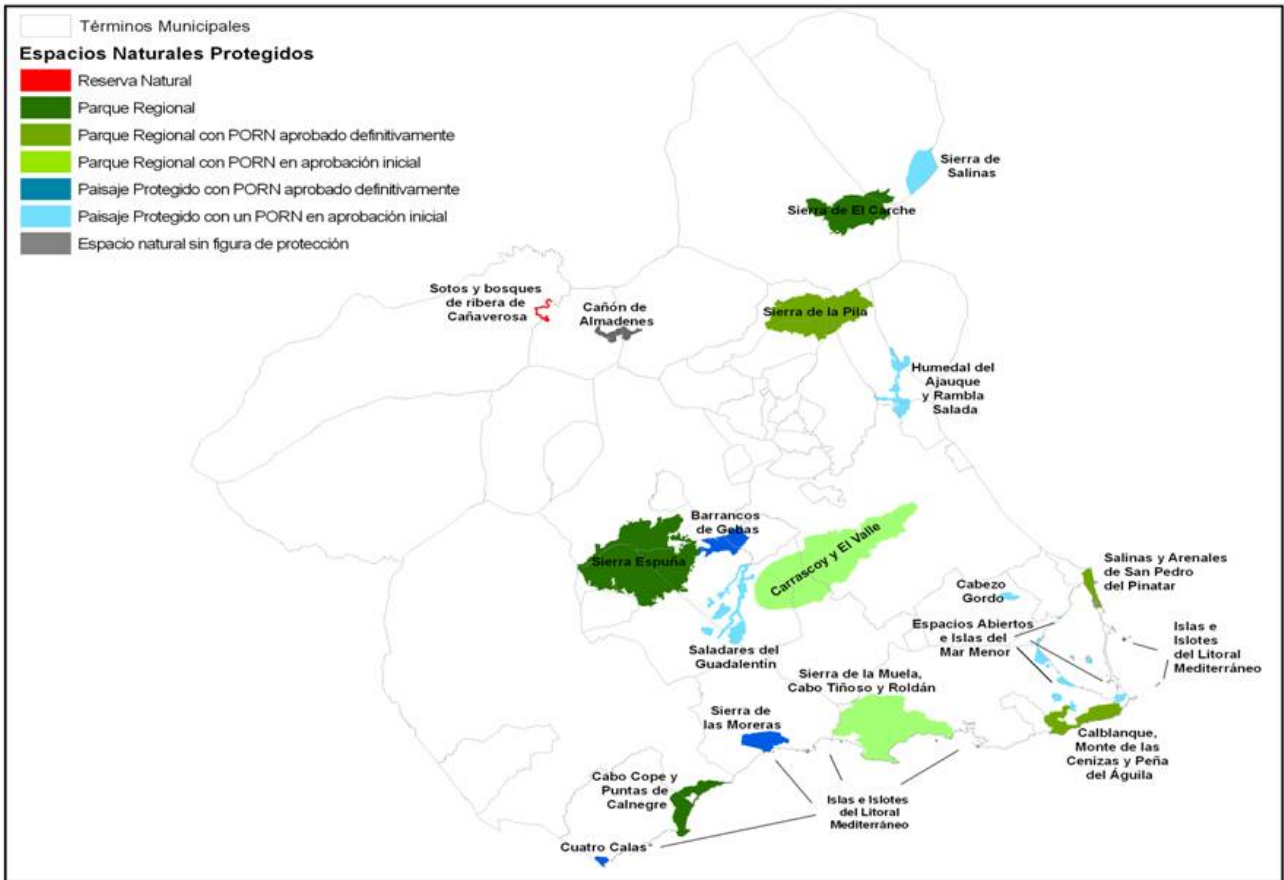 Términos Municipales
Espacios Naturales Protegidos
Reserva Natural
Parque Regional
Parque Regional con PORN aprobado definitivamente
Parque Regional con PORN en aprobación inicial
Paisaje Protegido con PORN aprobado definitivamente
Paisaje Protegido con un PORN en aprobación inicial
Espacio natural sin figura de protección
Sierra de
Salinas
Sierra de El Carche
Sotos y bosques
de ribera de
Cañaverosa
Cañón de
Almadenes
Sierra de la Pila
Humedal del
Ajauque
y Rambla
Salada
Barrancos
de Gebas
Sierra Espuña
Carrascoy y El Valle
Saladares del
Guadalentín
Cabezo
Gordo
Salinas y Arenales
de San Pedro
del Pinatar
Espacios Abiertos
e Islas del
Mar Menor
Islas e
Islotes
del Litoral
Mediterráneo
Sierra de la Muela,
Cabo Tiñoso y Roldán
Sierra de
las Moreras
Calblanque,
Monte de las
Cenizas y Peña
del Águila
Cabo Cope y
Puntas de
Calnegre
Islas e Islotes
del Litoral
Mediterráneo
Cuatro Calas